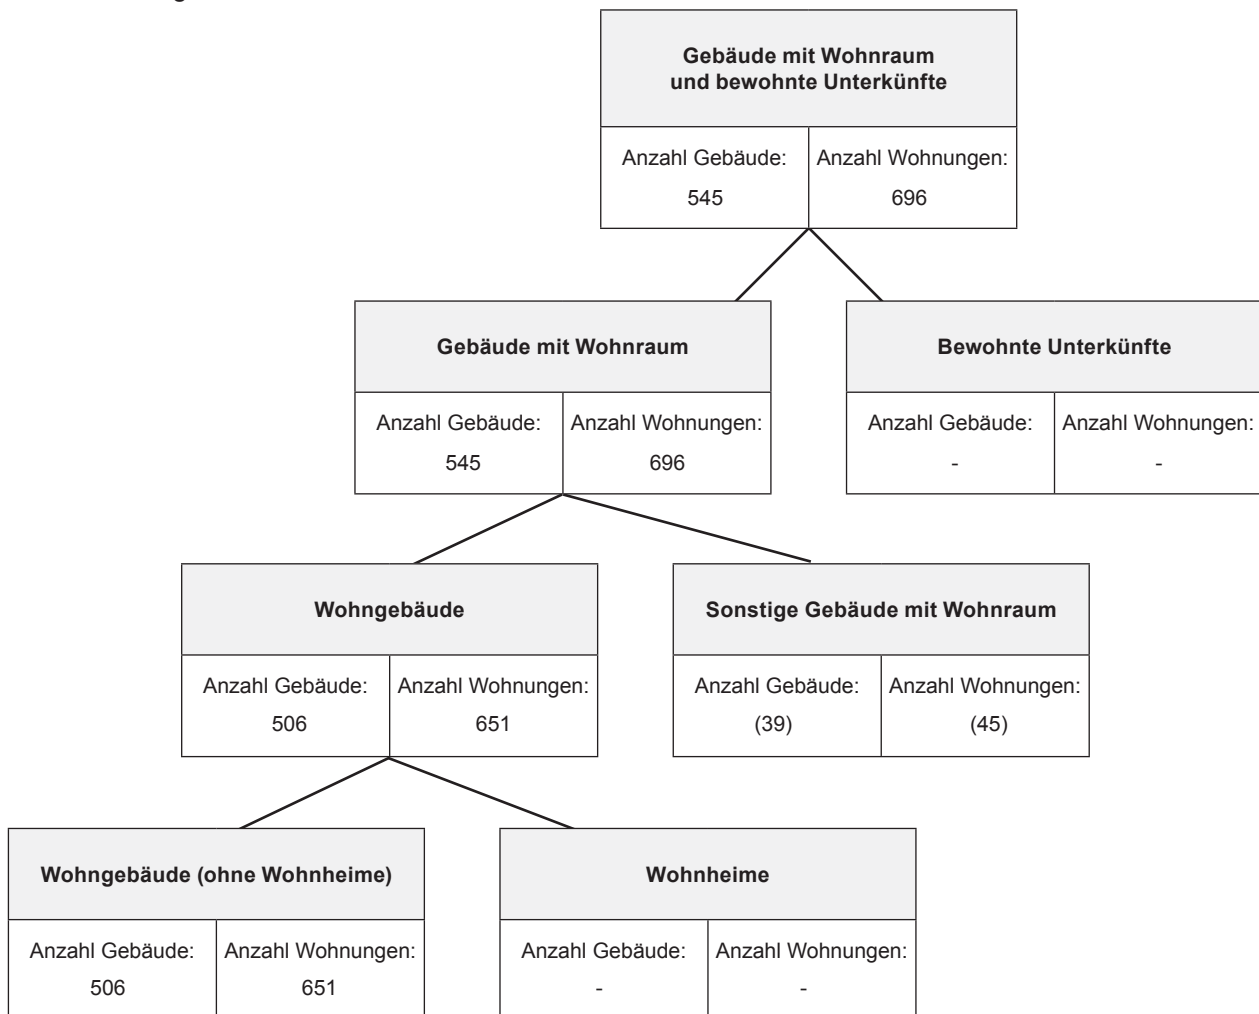 Gebäude mit Wohnraum
und bewohnte Unterkünfte
Anzahl Gebäude: Anzahl Wohnungen:
545 696
Gebäude mit Wohnraum Bewohnte Unterkünfte
Anzahl Gebäude: Anzahl Wohnungen: Anzahl Gebäude: Anzahl Wohnungen:
545 696 - -
Wohngebäude Sonstige Gebäude mit Wohnraum
Anzahl Gebäude: Anzahl Wohnungen: Anzahl Gebäude: Anzahl Wohnungen:
506 651 (39) (45)
Wohngebäude (ohne Wohnheime) Wohnheime
Anzahl Gebäude: Anzahl Wohnungen: Anzahl Gebäude: Anzahl Wohnungen:
506 651 - -